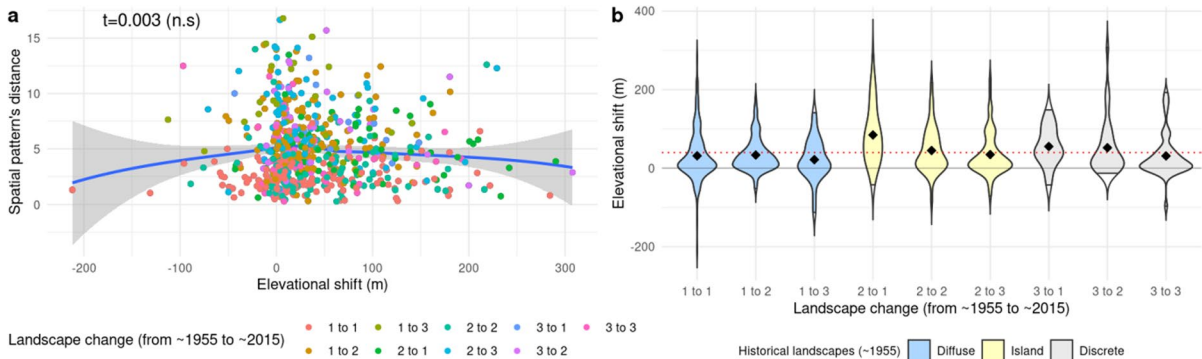 a
t=0.003 (n.s)
15
10
5
0
Spatial pattern's distance
-200
-100
0
100
200
300
Elevational shift (m)
Landscape change (from ~1955 to ~2015)
1 to 1
1 to 3
2 to 2
3 to 1
3 to 3
1 to 2
2 to 1
2 to 3
3 to 2
b
400
200
0
-200
Elevational shift (m)
1 to 1
1 to 2
1 to 3
2 to 1
2 to 2
2 to 3
3 to 1
3 to 2
3 to 3
Landscape change (from ~1955 to ~2015)
Historical landscapes (~1955)
Diffuse
Island
Discrete